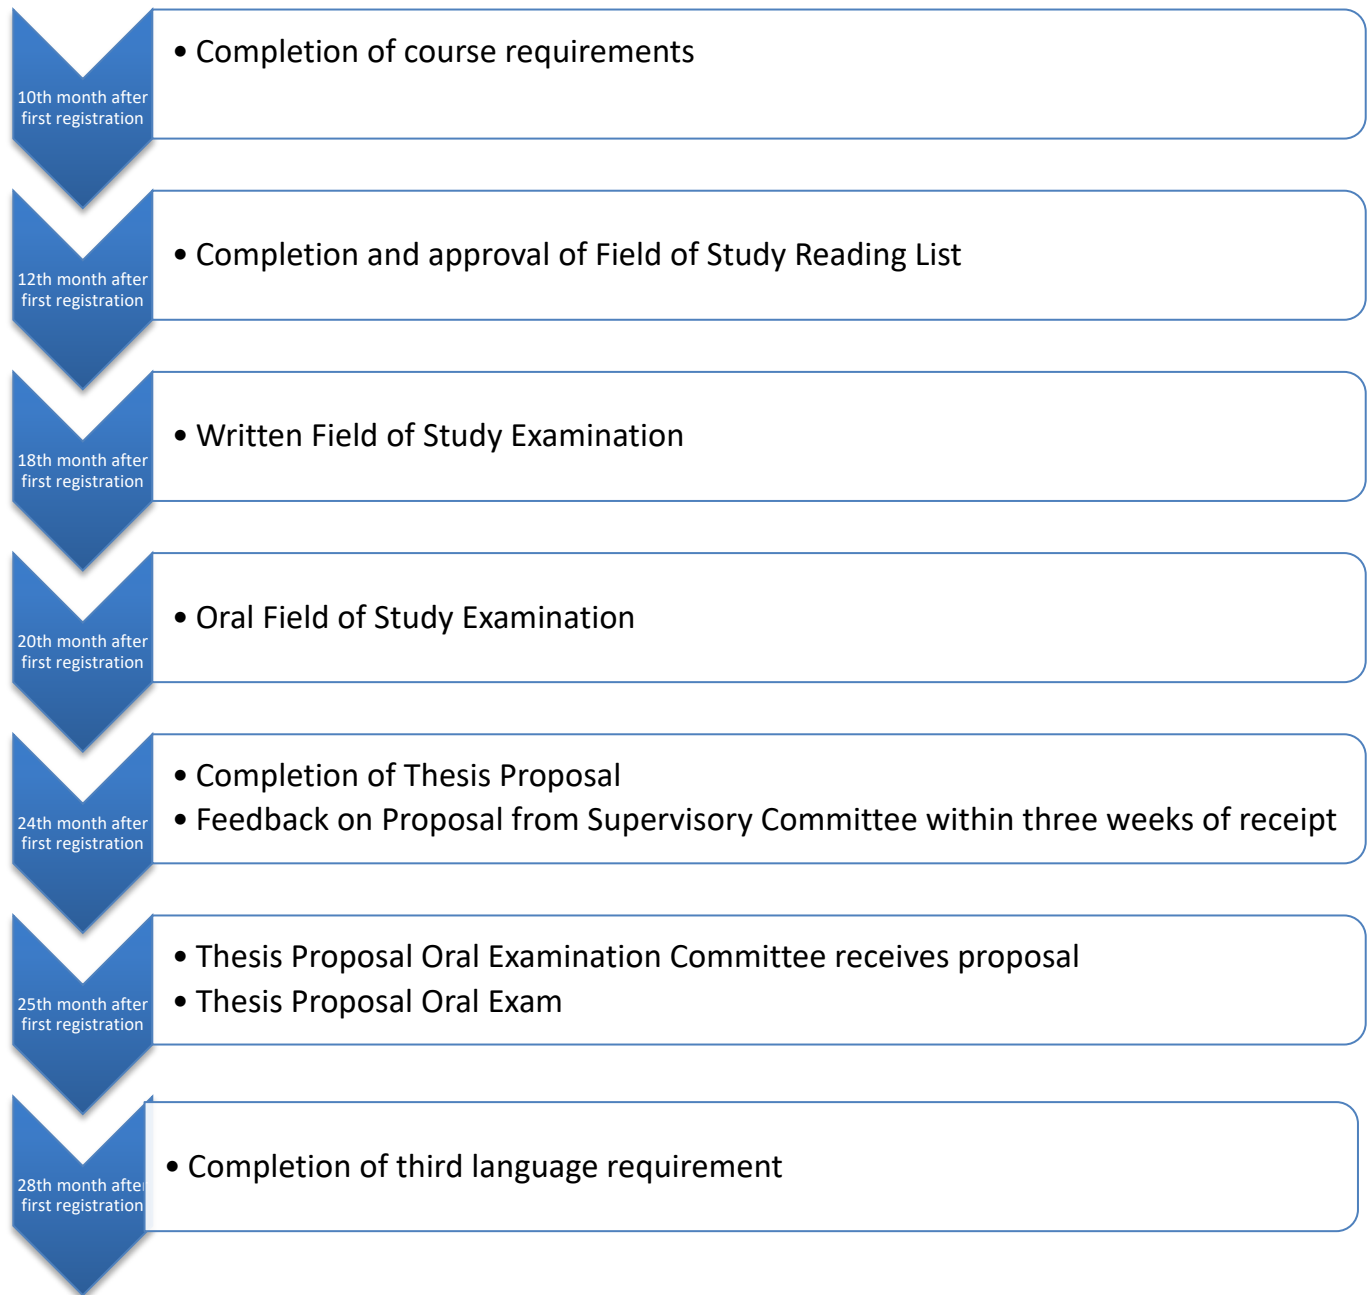 • Completion of course requirements
10th month after
first registration
• Completion and approval of Field of Study Reading List
12th month after
first registration
• Written Field of Study Examination
18th month after
first registration
• Oral Field of Study Examination
20th month after
first registration
• Completion of Thesis Proposal
• Feedback on Proposal from Supervisory Committee within three weeks of receipt
24th month after
first registration
• Thesis Proposal Oral Examination Committee receives proposal
• Thesis Proposal Oral Exam
25th month after
first registration
• Completion of third language requirement
28th month after
first registration